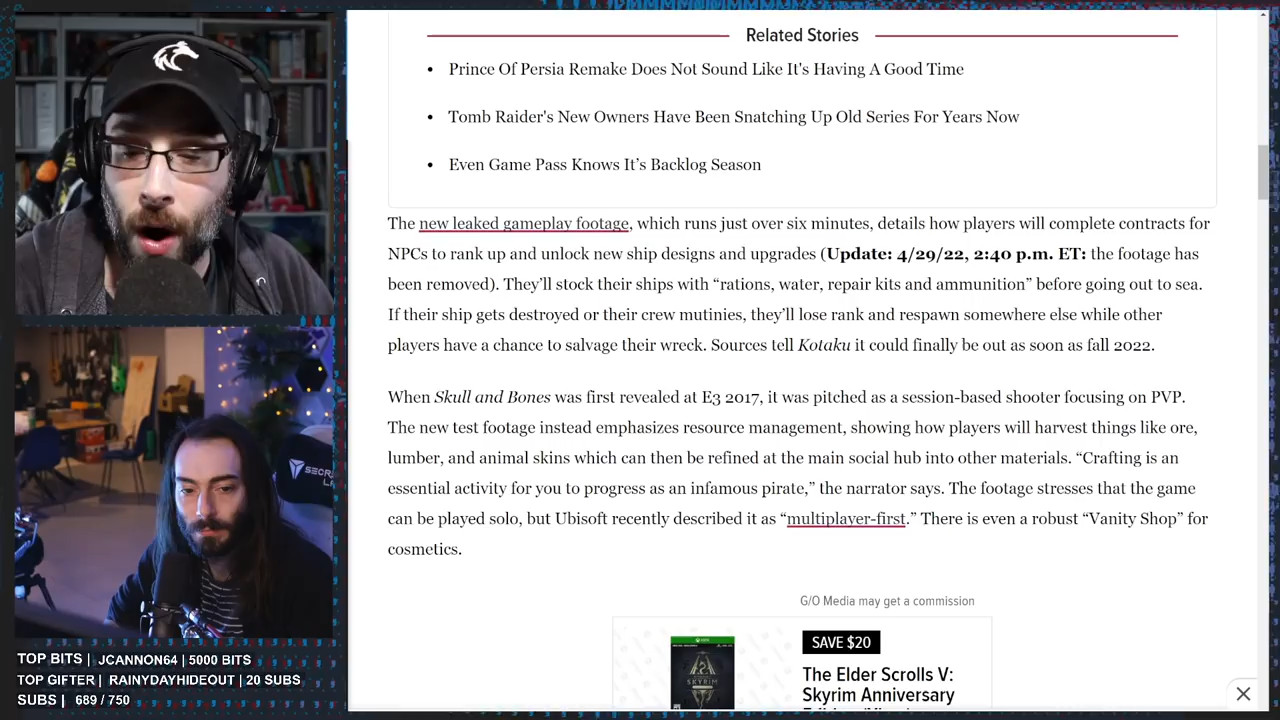 Related Stories
• Prince Of Persia Remake Does Not Sound Like It's Having A Good Time
• Tomb Raider's New Owners Have Been Snatching Up Old Series For Years Now
• Even Game Pass Knows It’s Backlog Season
The new leaked gameplay footage, which runs just over six minutes, details how players will complete contracts for
NPCs to rank up and unlock new ship designs and upgrades (Update: 4/29/22, 2:40 p.m. ET: the footage has
been removed). They’ll stock their ships with “rations, water, repair kits and ammunition” before going out to sea.
If their ship gets destroyed or their crew mutinies, they’ll lose rank and respawn somewhere else while other
players have a chance to salvage their wreck. Sources tell Kotaku it could finally be out as soon as fall 2022.
When Skull and Bones was first revealed at E3 2017, it was pitched as a session-based shooter focusing on PVP.
The new test footage instead emphasizes resource management, showing how players will harvest things like ore,
lumber, and animal skins which can then be refined at the main social hub into other materials. “Crafting is an
essential activity for you to progress as an infamous pirate,” the narrator says. The footage stresses that the game
can be played solo, but Ubisoft recently described it as “multiplayer-first.” There is even a robust “Vanity Shop” for
cosmetics.
G/O Media may get a commission
SAVE $20
The Elder Scrolls V:
Skyrim Anniversary
SKYRIM
TOP BITS | JCANNON64 | 5000 BITS
TOP GIFTER | RAINYDAYHIDEOUT | 20 SUBS
SUBS | 689 / 750